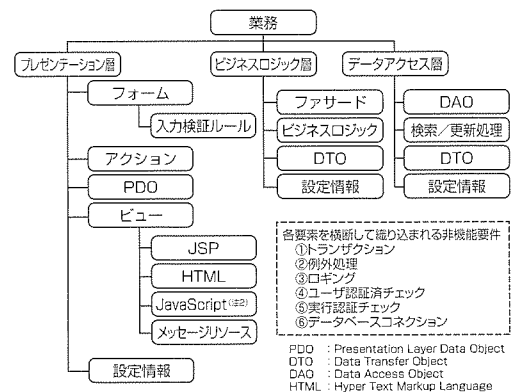 業務
プレゼンテーション層
ビジネスロジック層
データアクセス層
フォーム
入力検証ルール
アクション
PDO
ビュー
JSP
HTML
JavaScript(注2)
メッセージリソース
設定情報
ファサード
ビジネスロジック
DTO
設定情報
DAO
検索/更新処理
DTO
設定情報
各要素を横断して織り込まれる非機能要件
①トランザクション
②例外処理
③ロギング
④ユーザ認証済チェック
⑤実行認証チェック
⑥データベースコネクション
PDO : Presentation Layer Data Object
DTO : Data Transfer Object
DAO : Data Access Object
HTML : Hyper Text Markup Language